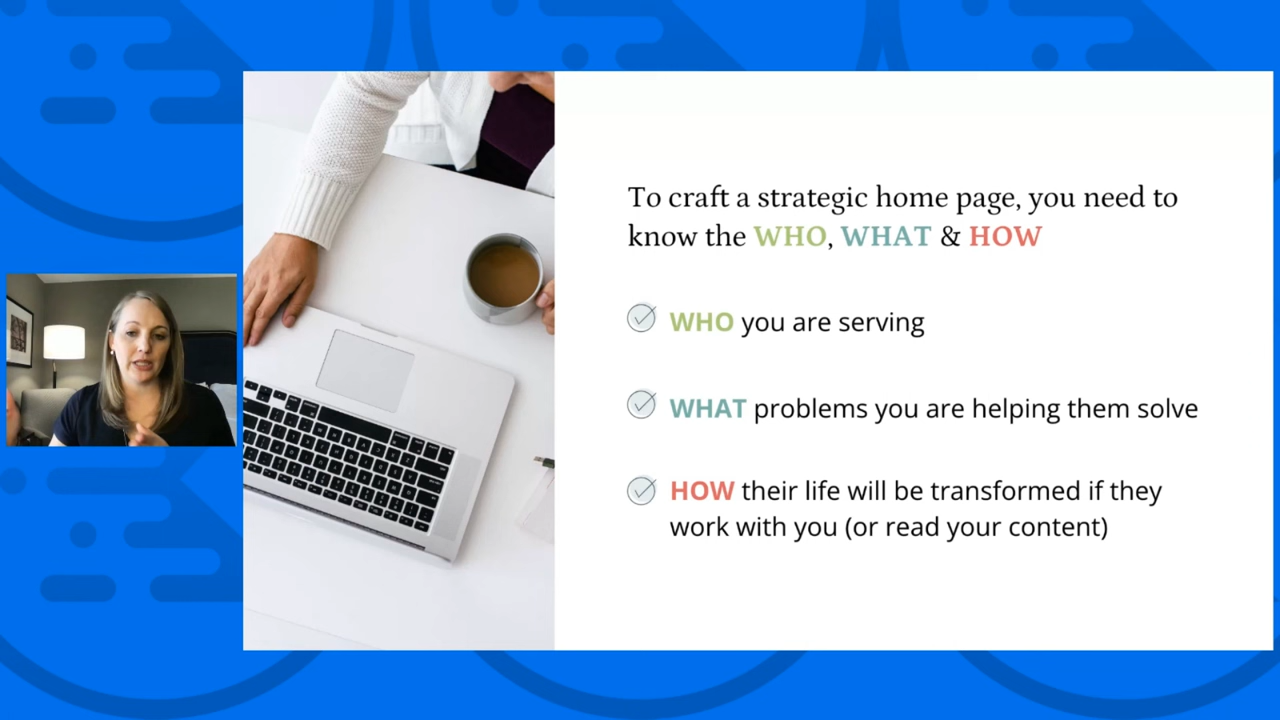 To craft a strategic home page, you need to
know the WHO, WHAT & HOW
WHO you are serving
WHAT problems you are helping them solve
HOW their life will be transformed if they
work with you (or read your content)